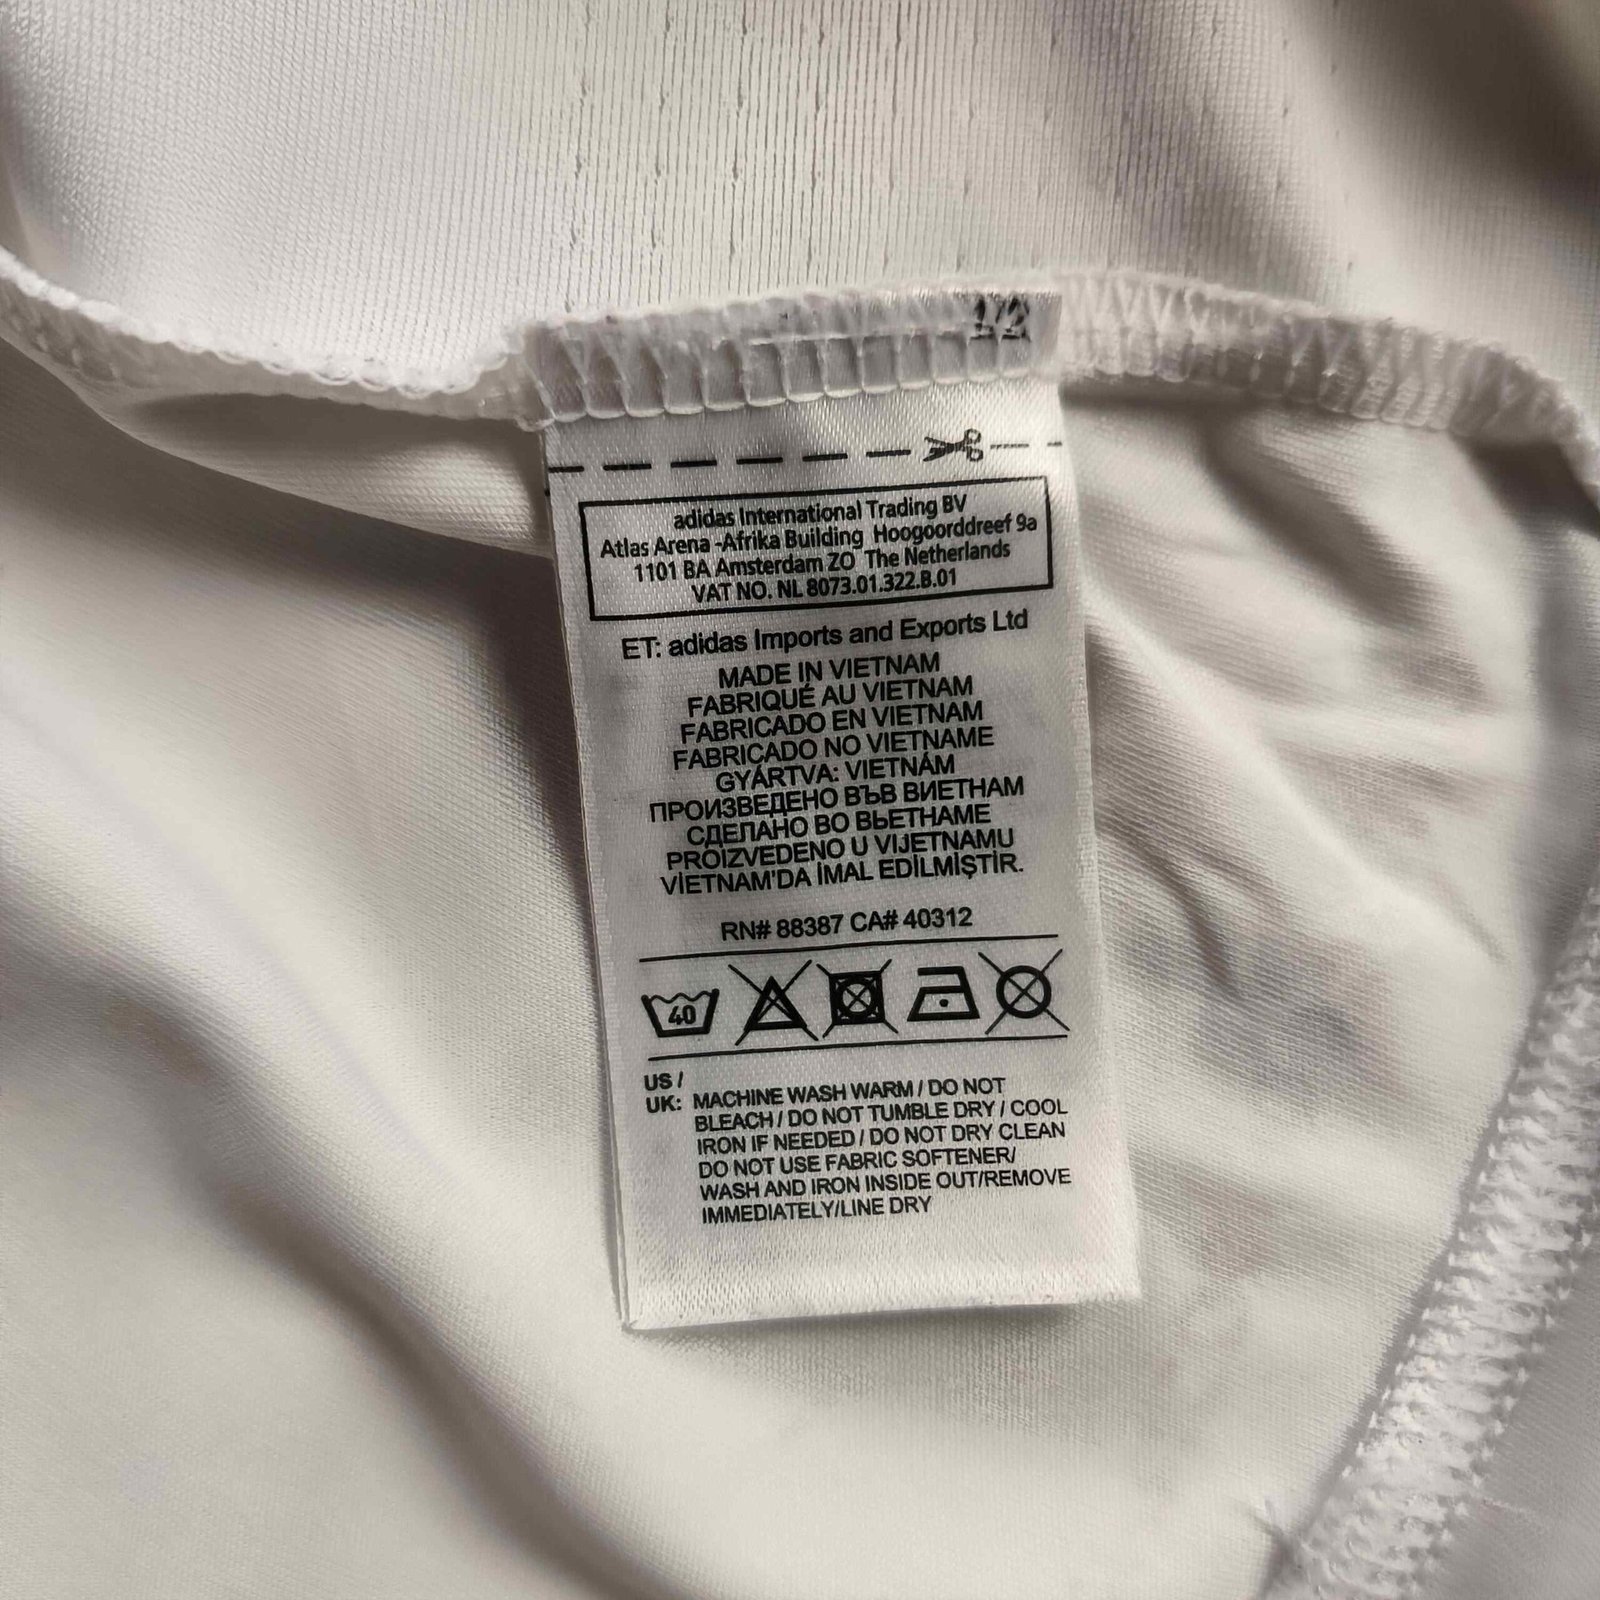 1/2
adidas International Trading BV
Atlas Arena -Afrika Building Hoogoorddreef 9a
1101 BA Amsterdam ZO The Netherlands
VAT NO. NL 8073.01.322.B.01
ET: adidas Imports and Exports Ltd
MADE IN VIETNAM
FABRIQUÉ AU VIETNAM
FABRICADO EN VIETNAM
FABRICADO NO VIETNAME
GYÁRTVA: VIETNÁM
ПРОИЗВЕДЕНО ВЪВ ВИЕТНАМ
СДЕЛАНО ВО ВЬЕТНАМЕ
PROIZVEDENO U VIJETNAMU
VİETNAM'DA İMAL EDİLMİŞTİR.
RN# 88387 CA# 40312
40
US /
UK: MACHINE WASH WARM / DO NOT
BLEACH / DO NOT TUMBLE DRY / COOL
IRON IF NEEDED / DO NOT DRY CLEAN
DO NOT USE FABRIC SOFTENER/
WASH AND IRON INSIDE OUT/REMOVE
IMMEDIATELY/LINE DRY